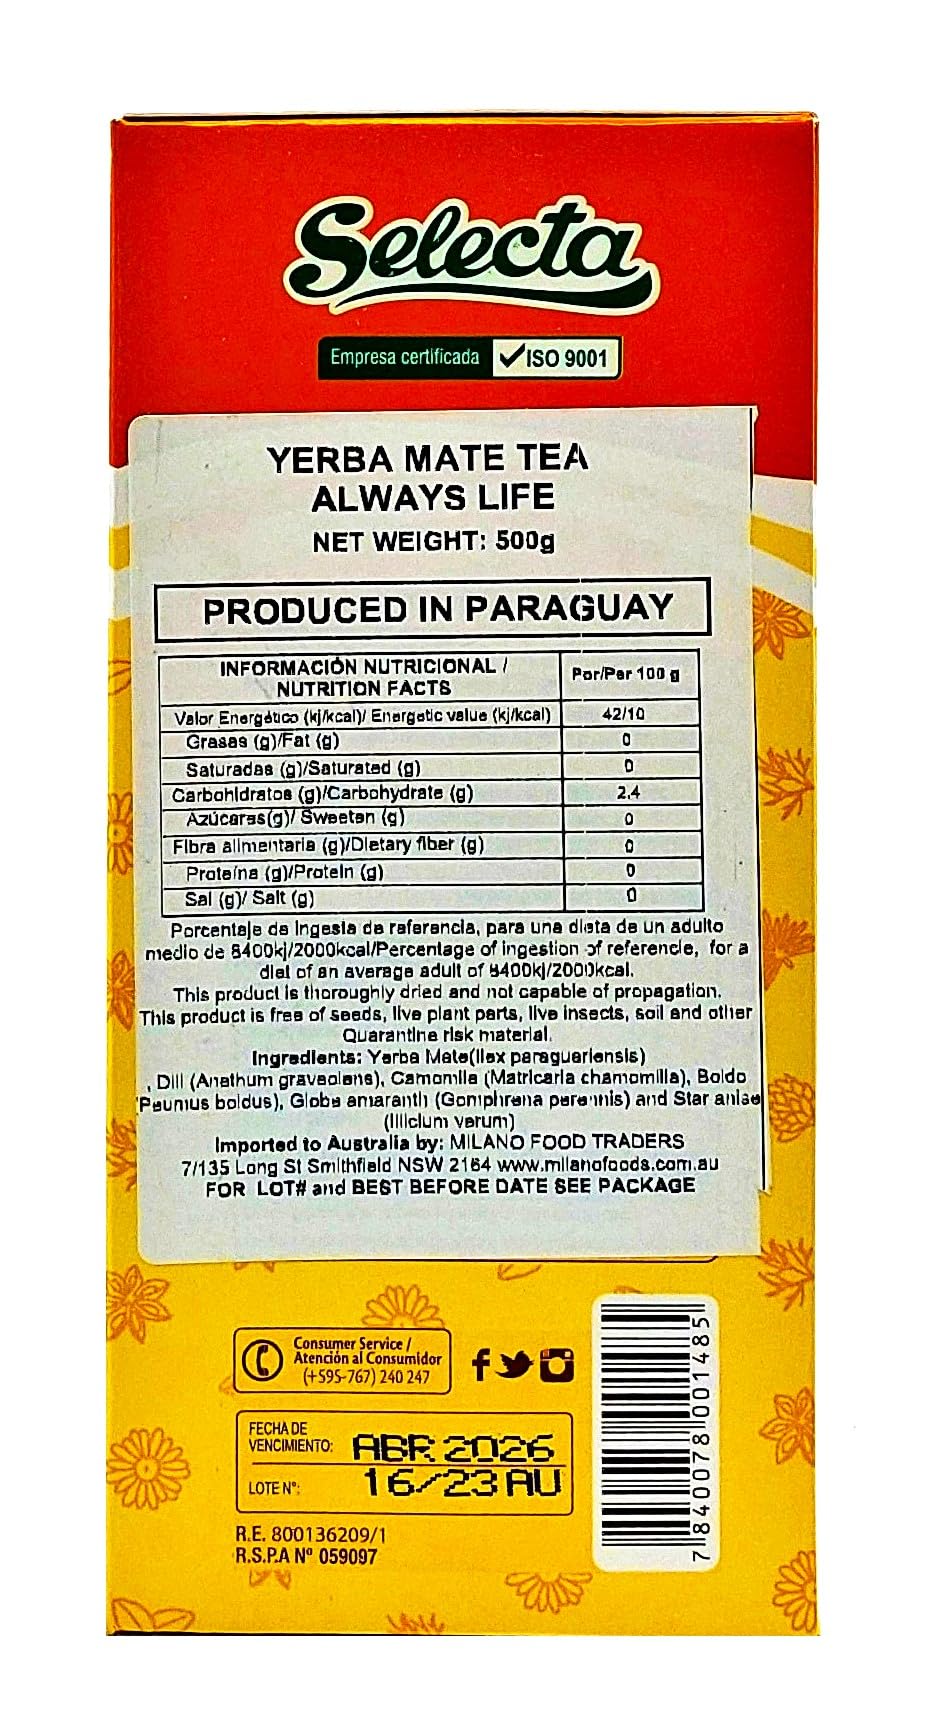 Selecta
Empresa certificada ✓ISO 9001
YERBA MATE TEA
ALWAYS LIFE
NET WEIGHT: 500g
PRODUCED IN PARAGUAY
INFORMACIÓN NUTRICIONAL /
NUTRITION FACTS
Por/Per 100 g
Valor Energético (kj/kcal)/ Energetic value (kj/kcal) 42/10
Grasas (g)/Fat (g) 0
Saturadas (g)/Saturated (g) 0
Carbohidratos (g)/Carbohydrate (g) 2.4
Azúcares(g)/ Sweeten (g) 0
Fibra alimentaria (g)/Dietary fiber (g) 0
Proteína (g)/Protein (g) 0
Sal (g)/ Salt (g) 0
Porcentaje de Ingesia de referencia, para una dieta de un adulto
medio de 8400kj/2000kcal/Percentage of ingestion of reference, for a
diet of an average adult of 8400kj/2000kcal.
This product is thoroughly dried and not capable of propagation.
This product is free of seeds, live plant parts, live insects, soil and other
Quarantine risk material.
Ingredients: Yerba Mate(Ilex paraguariensis)
, Dill (Anethum graveolens), Camomila (Matricaria chamomilla), Boldo
Peumus boldus), Globe amaranth (Gomphrena perennis) and Star anise
(Illicium verum)
Imported to Australia by: MILANO FOOD TRADERS
7/135 Long St Smithfield NSW 2164 www.milanofoods.com.au
FOR LOT# and BEST BEFORE DATE SEE PACKAGE
Consumer Service /
Atención al Consumidor
(+595-767) 240 247
FECHA DE
VENCIMIENTO: ABR 2026
LOTE N°: 16/23 AU
R.E. 800136209/1
R.S.P.A Nº 059097
7 840078 001485